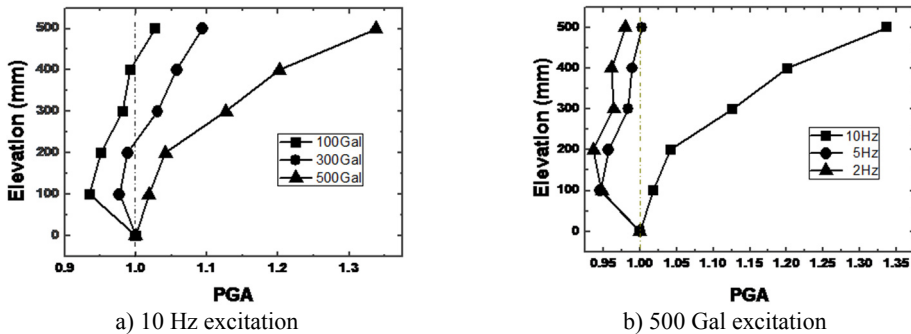 Elevation (mm)
500
400
300
200
100
0
100Gal
300Gal
500Gal
0.9 1.0 1.1 1.2 1.3
PGA
a) 10 Hz excitation
Elevation (mm)
500
400
300
200
100
0
10Hz
5Hz
2Hz
0.95 1.00 1.05 1.10 1.15 1.20 1.25 1.30 1.35
PGA
b) 500 Gal excitation